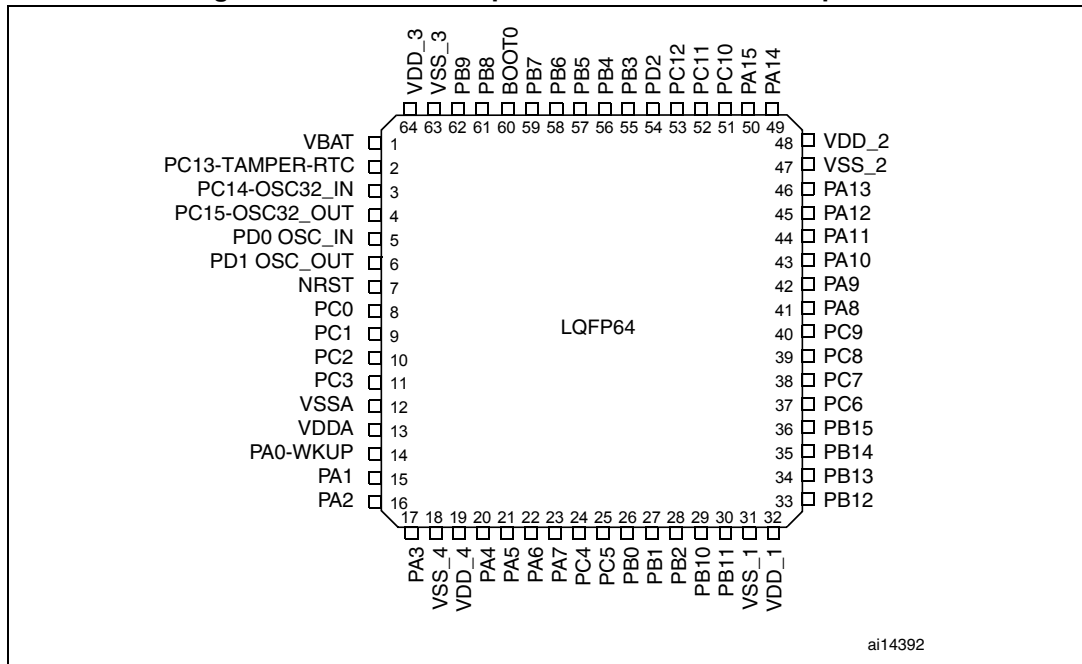 VDD_3
VSS_3
PB9
PB8
BOOT0
PB7
PB6
PB5
PB4
PB3
PD2
PC12
PC11
PC10
PA15
PA14
64 63 62 61 60 59 58 57 56 55 54 53 52 51 50 49
VBAT 1
PC13-TAMPER-RTC 2
PC14-OSC32_IN 3
PC15-OSC32_OUT 4
PD0 OSC_IN 5
PD1 OSC_OUT 6
NRST 7
PC0 8
PC1 9
PC2 10
PC3 11
VSSA 12
VDDA 13
PA0-WKUP 14
PA1 15
PA2 16
LQFP64
48 VDD_2
47 VSS_2
46 PA13
45 PA12
44 PA11
43 PA10
42 PA9
41 PA8
40 PC9
39 PC8
38 PC7
37 PC6
36 PB15
35 PB14
34 PB13
33 PB12
17 18 19 20 21 22 23 24 25 26 27 28 29 30 31 32
PA3
VSS_4
VDD_4
PA4
PA5
PA6
PA7
PC4
PC5
PB0
PB1
PB2
PB10
PB11
VSS_1
VDD_1
ai14392